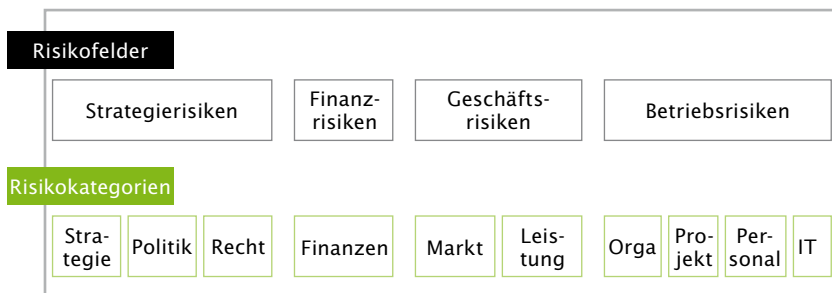 Risikofelder
Strategierisiken
Finanz-
risiken
Geschäfts-
risiken
Betriebsrisiken
Risikokategorien
Stra-
tegie
Politik
Recht
Finanzen
Markt
Leis-
tung
Orga
Pro-
jekt
Per-
sonal
IT